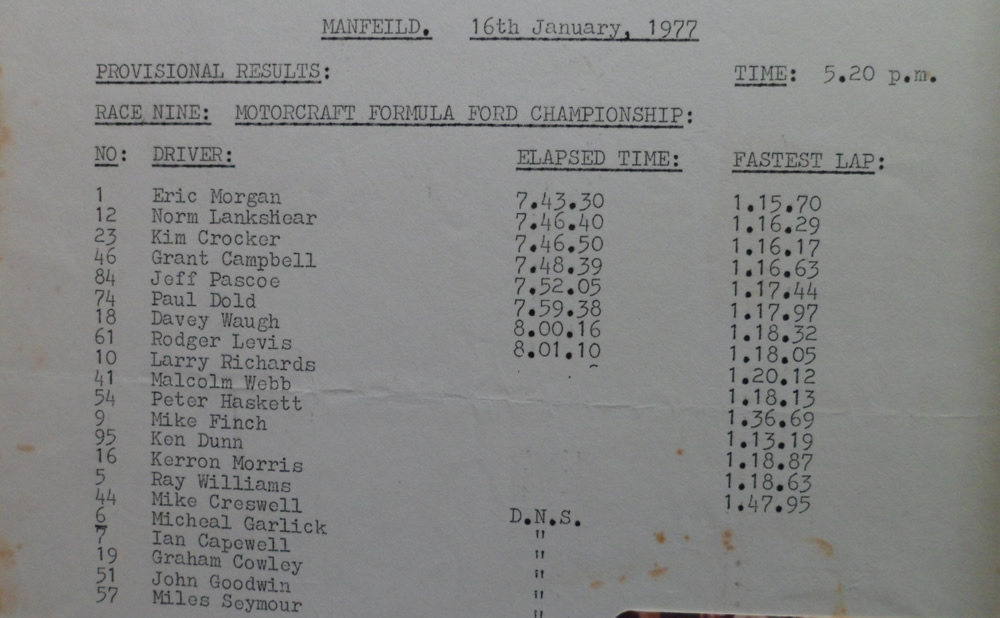 MANFEILD. 16th January, 1977
PROVISIONAL RESULTS: TIME: 5.20 p.m.
RACE NINE: MOTORCRAFT FORMULA FORD CHAMPIONSHIP:
NO: DRIVER: ELAPSED TIME: FASTEST LAP:
1 Eric Morgan 7.43.30 1.15.70
12 Norm Lankshear 7.46.40 1.16.29
23 Kim Crocker 7.46.50 1.16.17
46 Grant Campbell 7.48.39 1.16.63
84 Jeff Pascoe 7.52.05 1.17.44
74 Paul Dold 7.59.38 1.17.97
18 Davey Waugh 8.00.16 1.18.32
61 Rodger Levis 8.01.10 1.18.05
10 Larry Richards 1.20.12
41 Malcolm Webb 1.18.13
54 Peter Haskett 1.36.69
9 Mike Finch 1.13.19
95 Ken Dunn 1.18.87
16 Kerron Morris 1.18.63
5 Ray Williams 1.47.95
44 Mike Creswell D.N.S.
6 Micheal Garlick "
7 Ian Capewell "
19 Graham Cowley "
51 John Goodwin "
57 Miles Seymour "